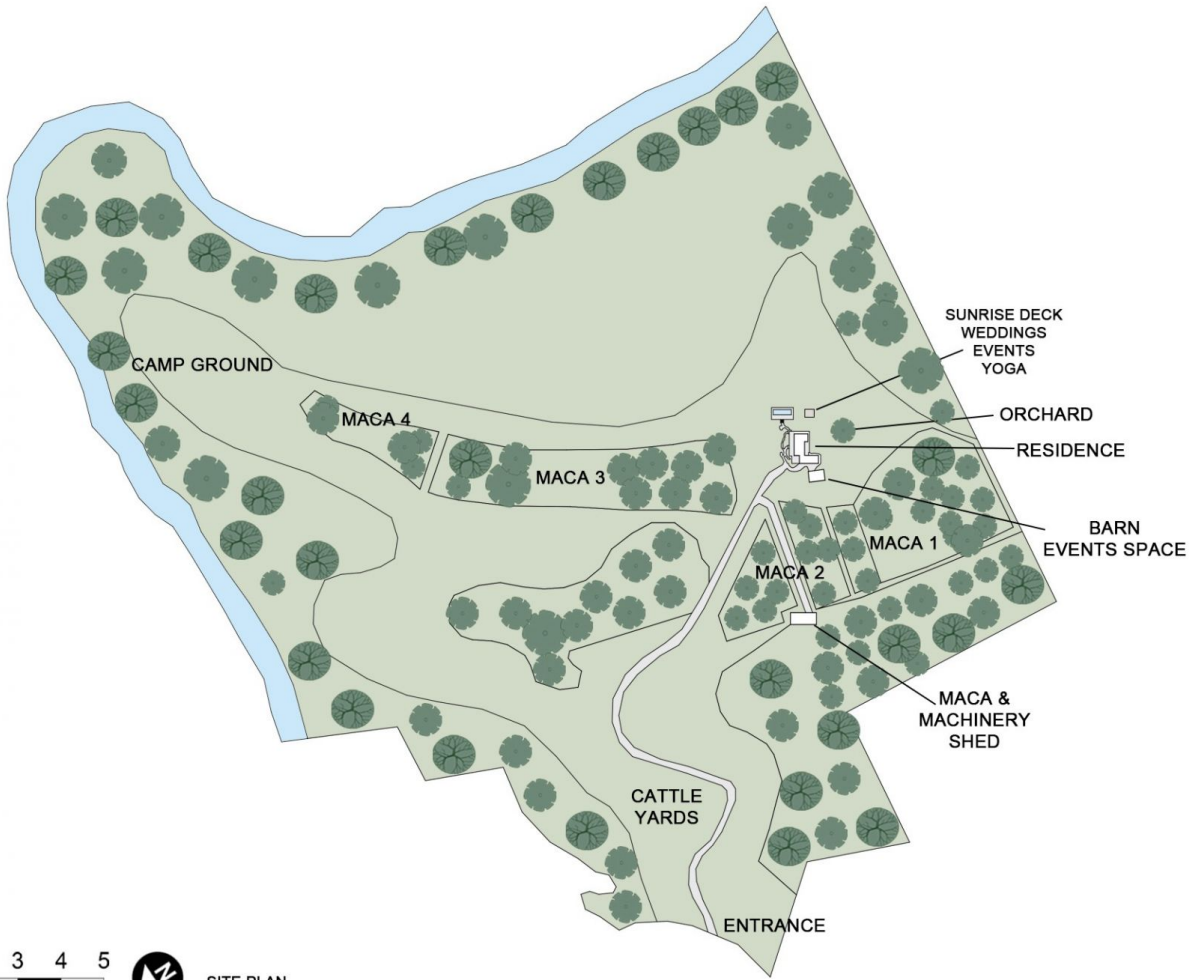 SUNRISE DECK
WEDDINGS
EVENTS
YOGA
CAMP GROUND
ORCHARD
MACA 4
RESIDENCE
MACA 3
BARN
EVENTS SPACE
MACA 1
MACA 2
MACA &
MACHINERY
SHED
CATTLE
YARDS
ENTRANCE
3 4 5
N
SITE PLAN